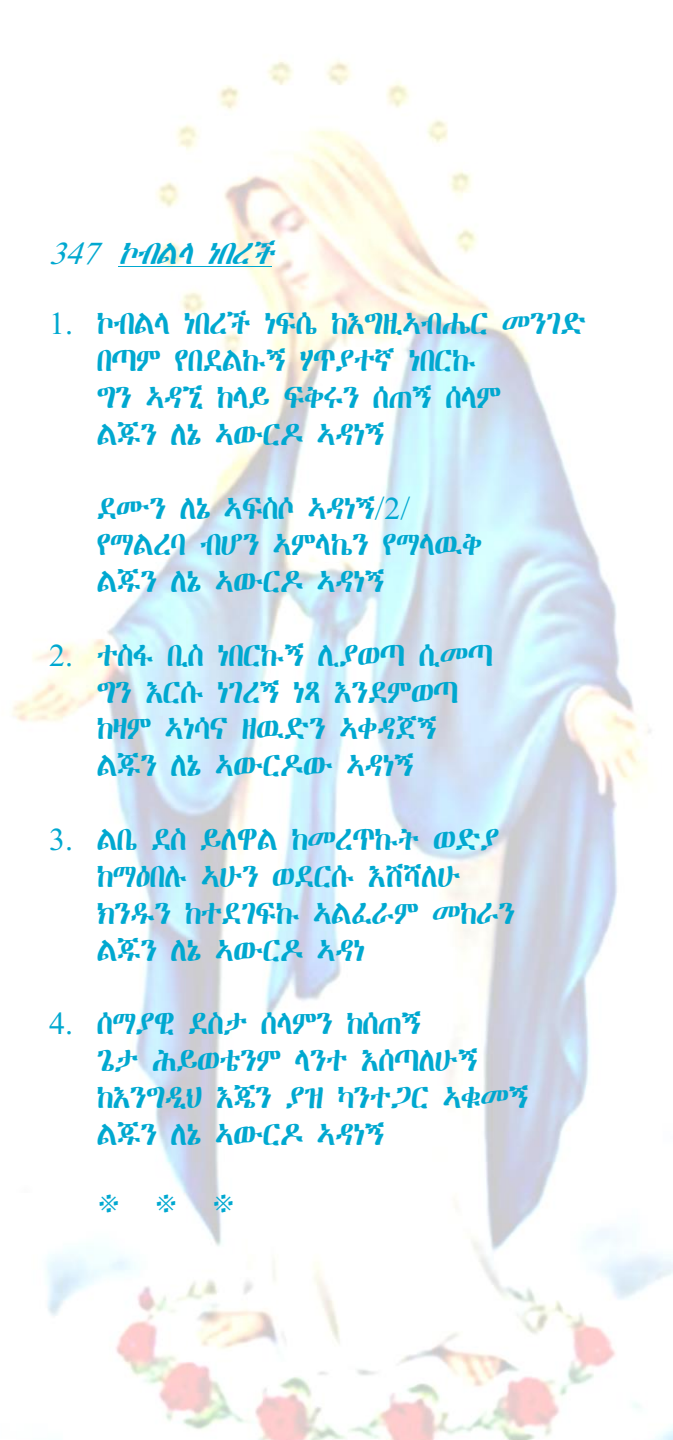 347 ኮብልላ ነበረች
1. ኮብልላ ነበረች ነፍሴ ከእግዚኣብሔር መንገድ
በጣም የበደልኩኝ ሃጥያተኛ ነበርኩ
ግን ኣዳኚ ከላይ ፍቅሩን ሰጠኝ ሰላም
ልጁን ለኔ ኣውርዶ ኣዳነኝ
ደሙን ለኔ ኣፍስሶ ኣዳነኝ/2/
የማልረባ ብሆን ኣምላኬን የማላዉቅ
ልጁን ለኔ ኣውርዶ ኣዳነኝ
2. ተስፋ ቢስ ነበርኩኝ ሊያወጣ ሲመጣ
ግን እርሱ ነገረኝ ነጻ እንደምወጣ
ከዛም ኣነሳና ዘዉድን ኣቀዳጀኝ
ልጁን ለኔ ኣውርዶው ኣዳነኝ
3. ልቤ ደስ ይለዋል ከመረጥኩት ወድያ
ከማዕበሉ ኣሁን ወደርሱ እሸሻለሁ
ክንዱን ከተደገፍኩ ኣልፈራም መከራን
ልጁን ለኔ ኣውርዶ ኣዳነ
4. ሰማያዊ ደስታ ሰላምን ከሰጠኝ
ጌታ ሕይወቴንም ላንተ እሰጣለሁኝ
ከእንግዲህ እጄን ያዝ ካንተጋር ኣቁመኝ
ልጁን ለኔ ኣውርዶ ኣዳነኝ
※ ※ ※